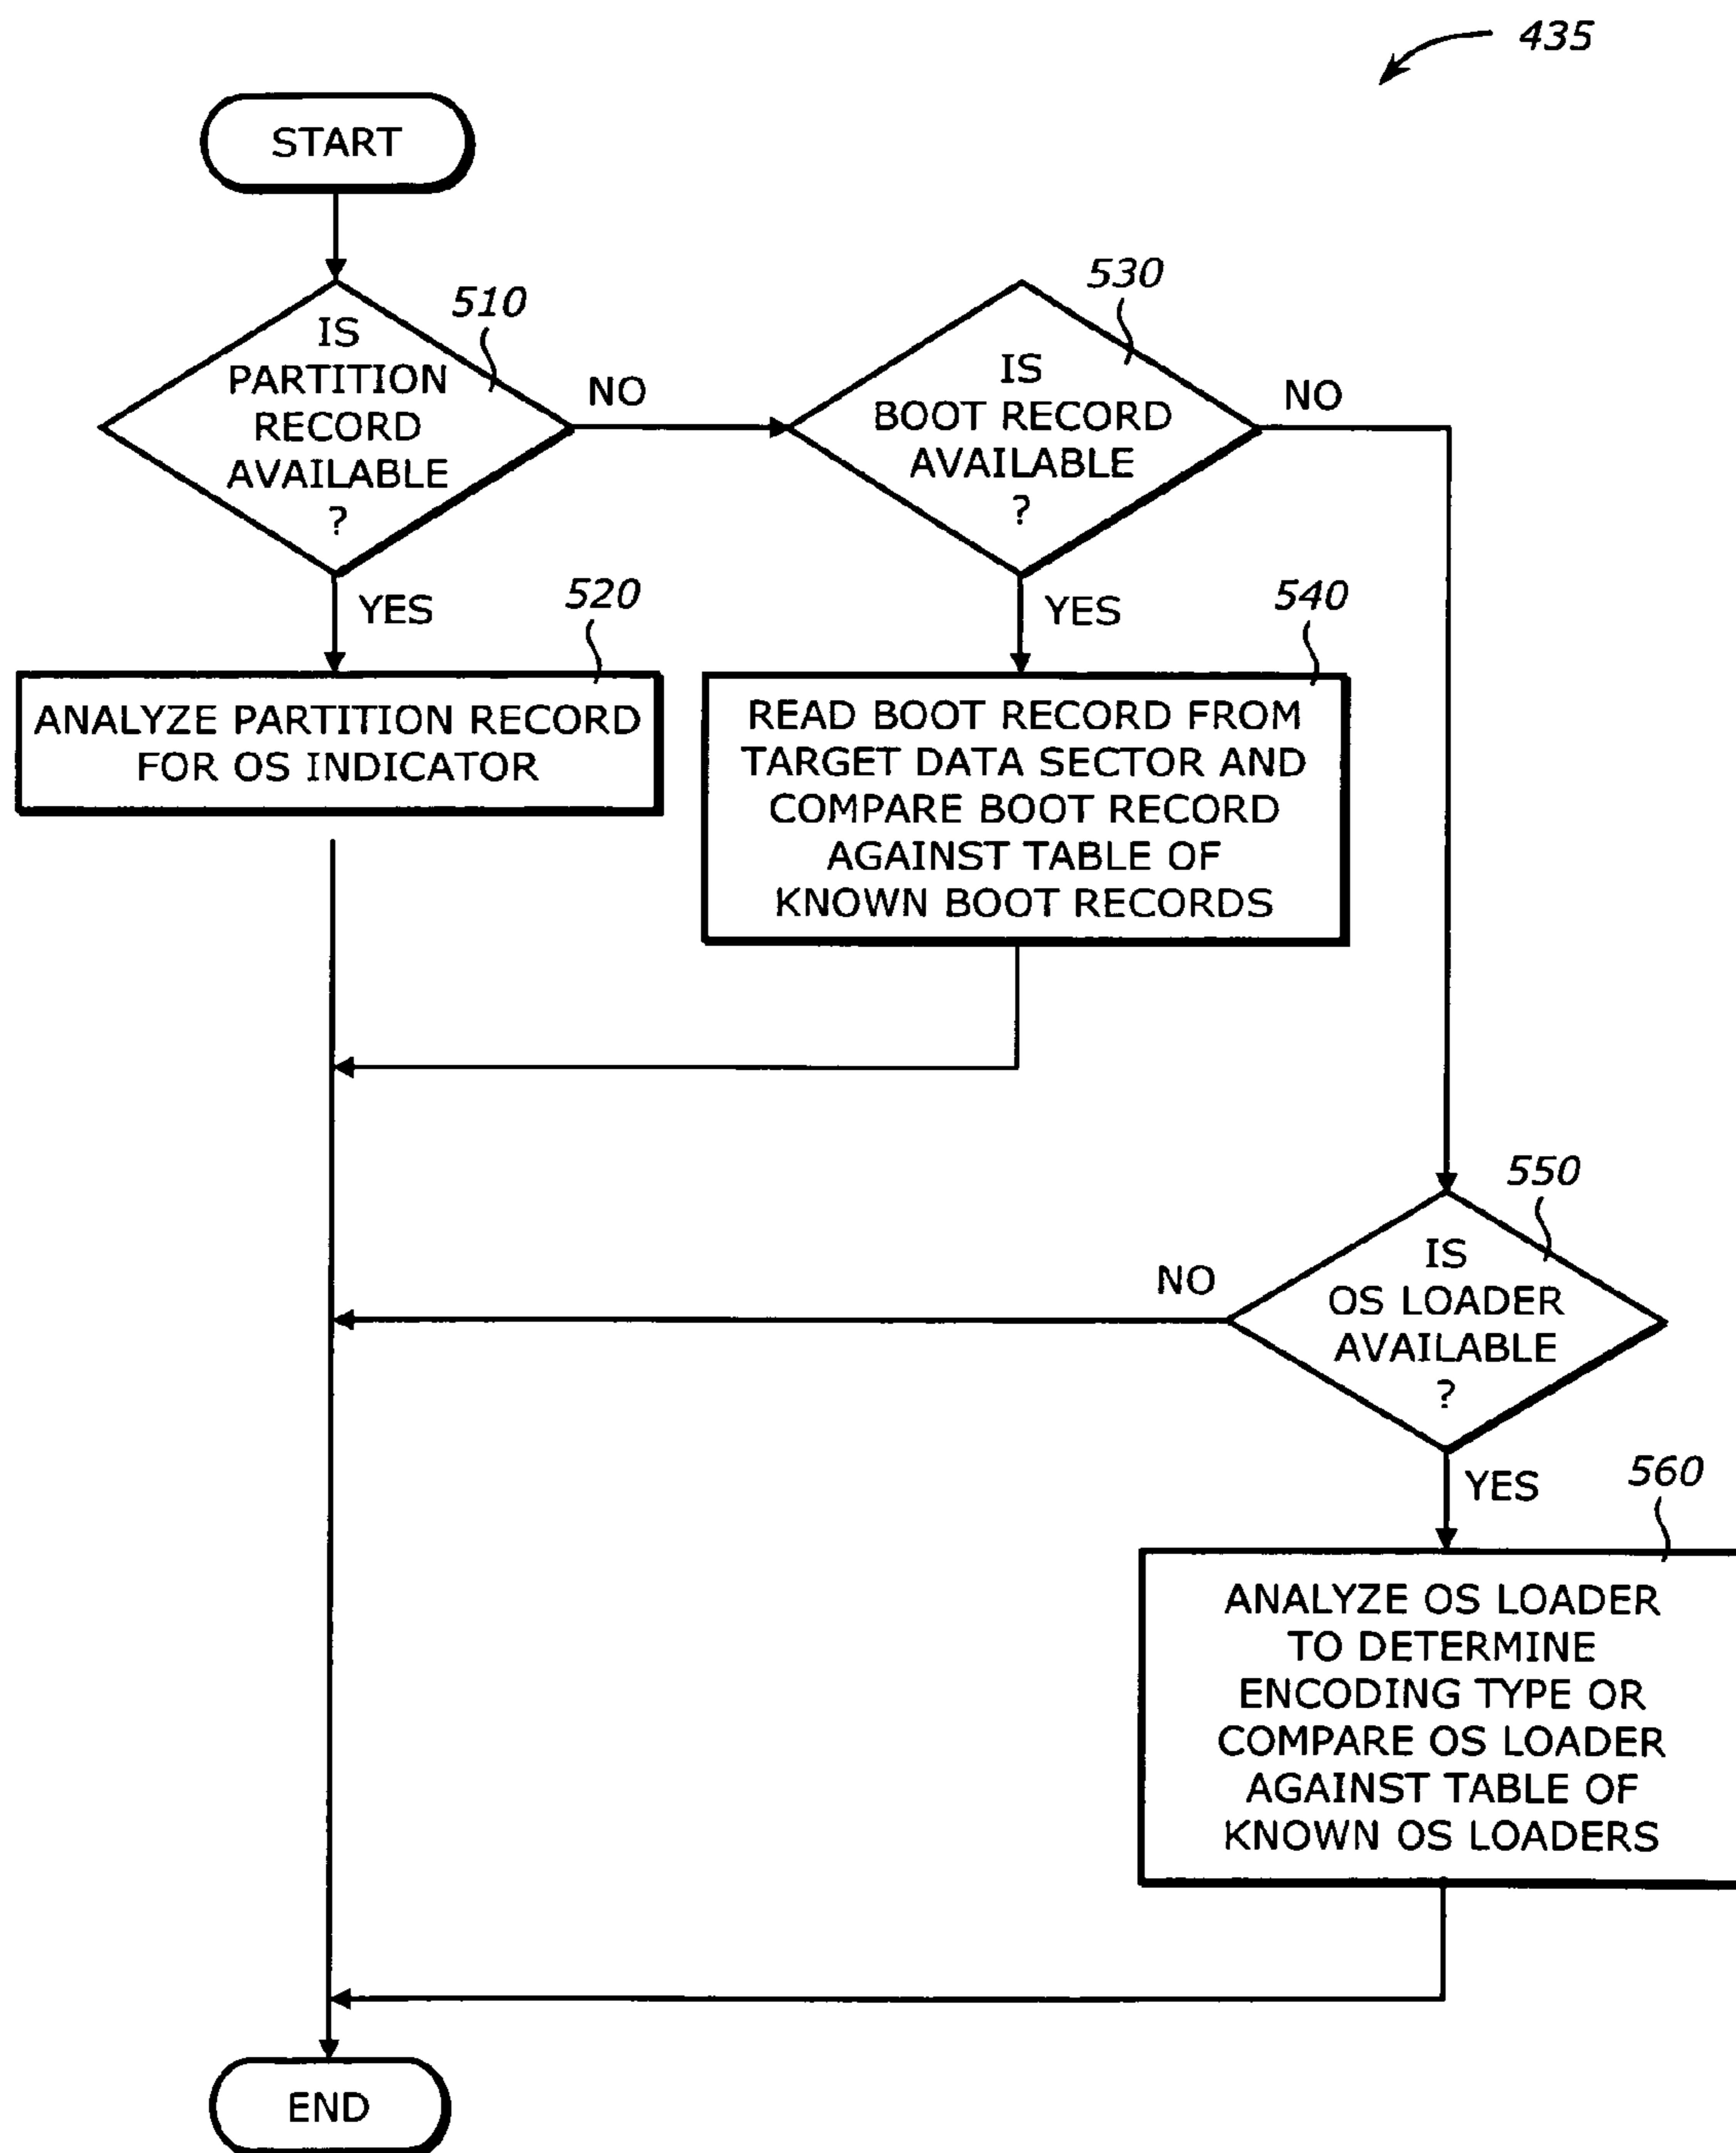 435
START
510
IS
PARTITION
RECORD
AVAILABLE
?
NO
530
IS
BOOT RECORD
AVAILABLE
?
NO
YES
520
ANALYZE PARTITION RECORD
FOR OS INDICATOR
YES
540
READ BOOT RECORD FROM
TARGET DATA SECTOR AND
COMPARE BOOT RECORD
AGAINST TABLE OF
KNOWN BOOT RECORDS
550
IS
OS LOADER
AVAILABLE
?
NO
YES
560
ANALYZE OS LOADER
TO DETERMINE
ENCODING TYPE OR
COMPARE OS LOADER
AGAINST TABLE OF
KNOWN OS LOADERS
END